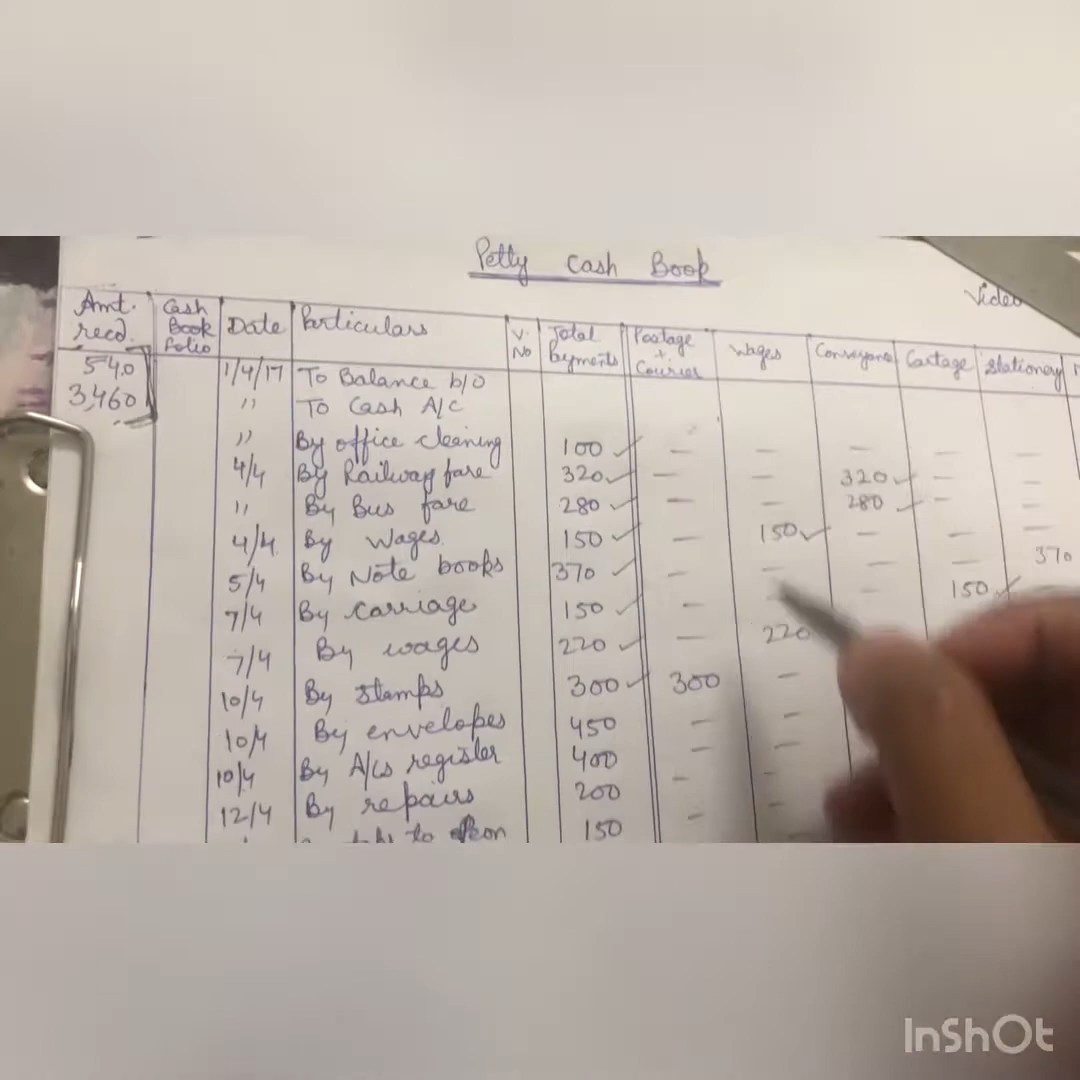 Petty Cash Book
Video
Amt. recd. Cash Book folio Date Particulars V. No Total Payments Postage + Courier Wages Conveyance Cartage Stationery
540 1/4/17 To Balance b/d
3,460 " To Cash A/c
" By office cleaning 100 ✓ — — — — —
4/4 By Railway fare 320 ✓ — — 320 ✓ — —
" By Bus fare 280 ✓ — — 280 ✓ — —
4/4 By Wages 150 ✓ — 150 ✓ — — —
5/4 By Note books 370 ✓ — — — — 370
7/4 By Carriage 150 ✓ — — — 150 ✓ —
7/4 By wages 220 ✓ — 220
10/4 By Stamps 300 ✓ 300 —
10/4 By envelopes 450 — —
10/4 By A/cs register 400 — —
12/4 By repairs 200 — —
to 150 — —
InShOt